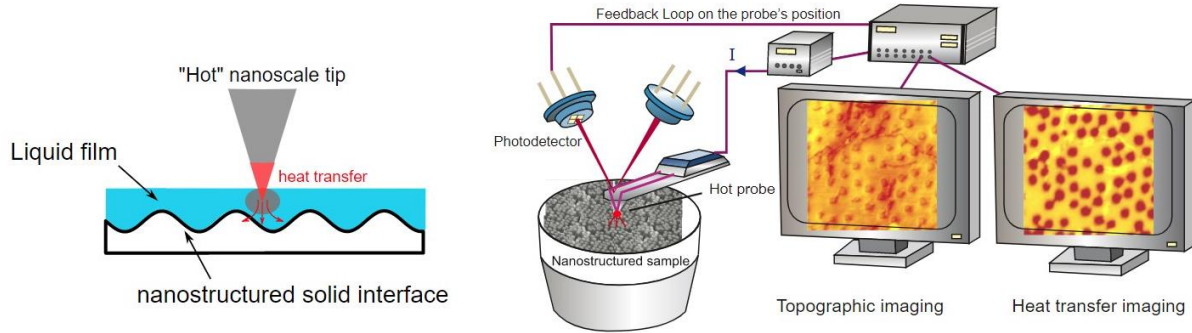 "Hot" nanoscale tip
Liquid film
heat transfer
nanostructured solid interface
Feedback Loop on the probe's position
I
Photodetector
Hot probe
Nanostructured sample
Topographic imaging
Heat transfer imaging